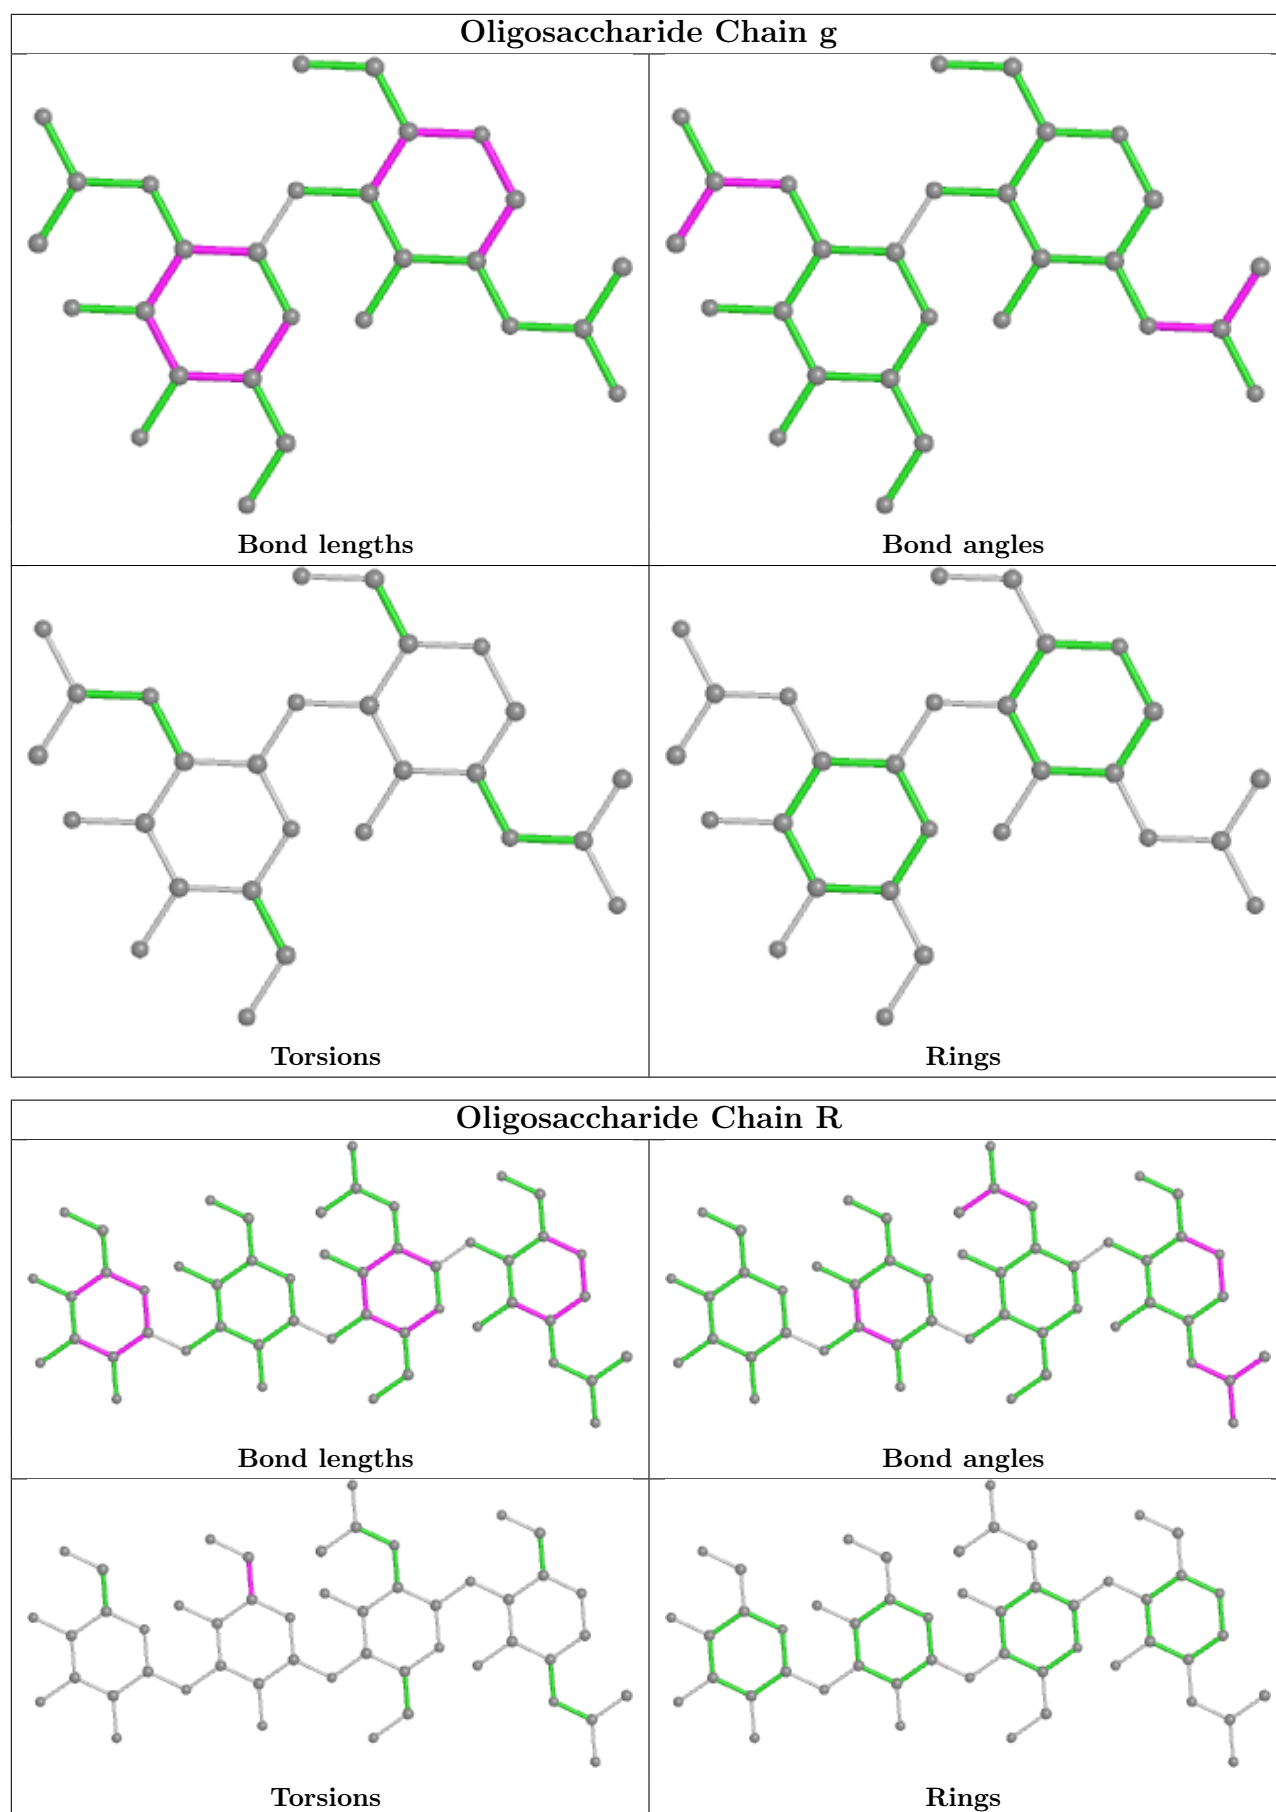 Oligosaccharide Chain g
Bond lengths
Bond angles
Torsions
Rings
Oligosaccharide Chain R
Bond lengths
Bond angles
Torsions
Rings